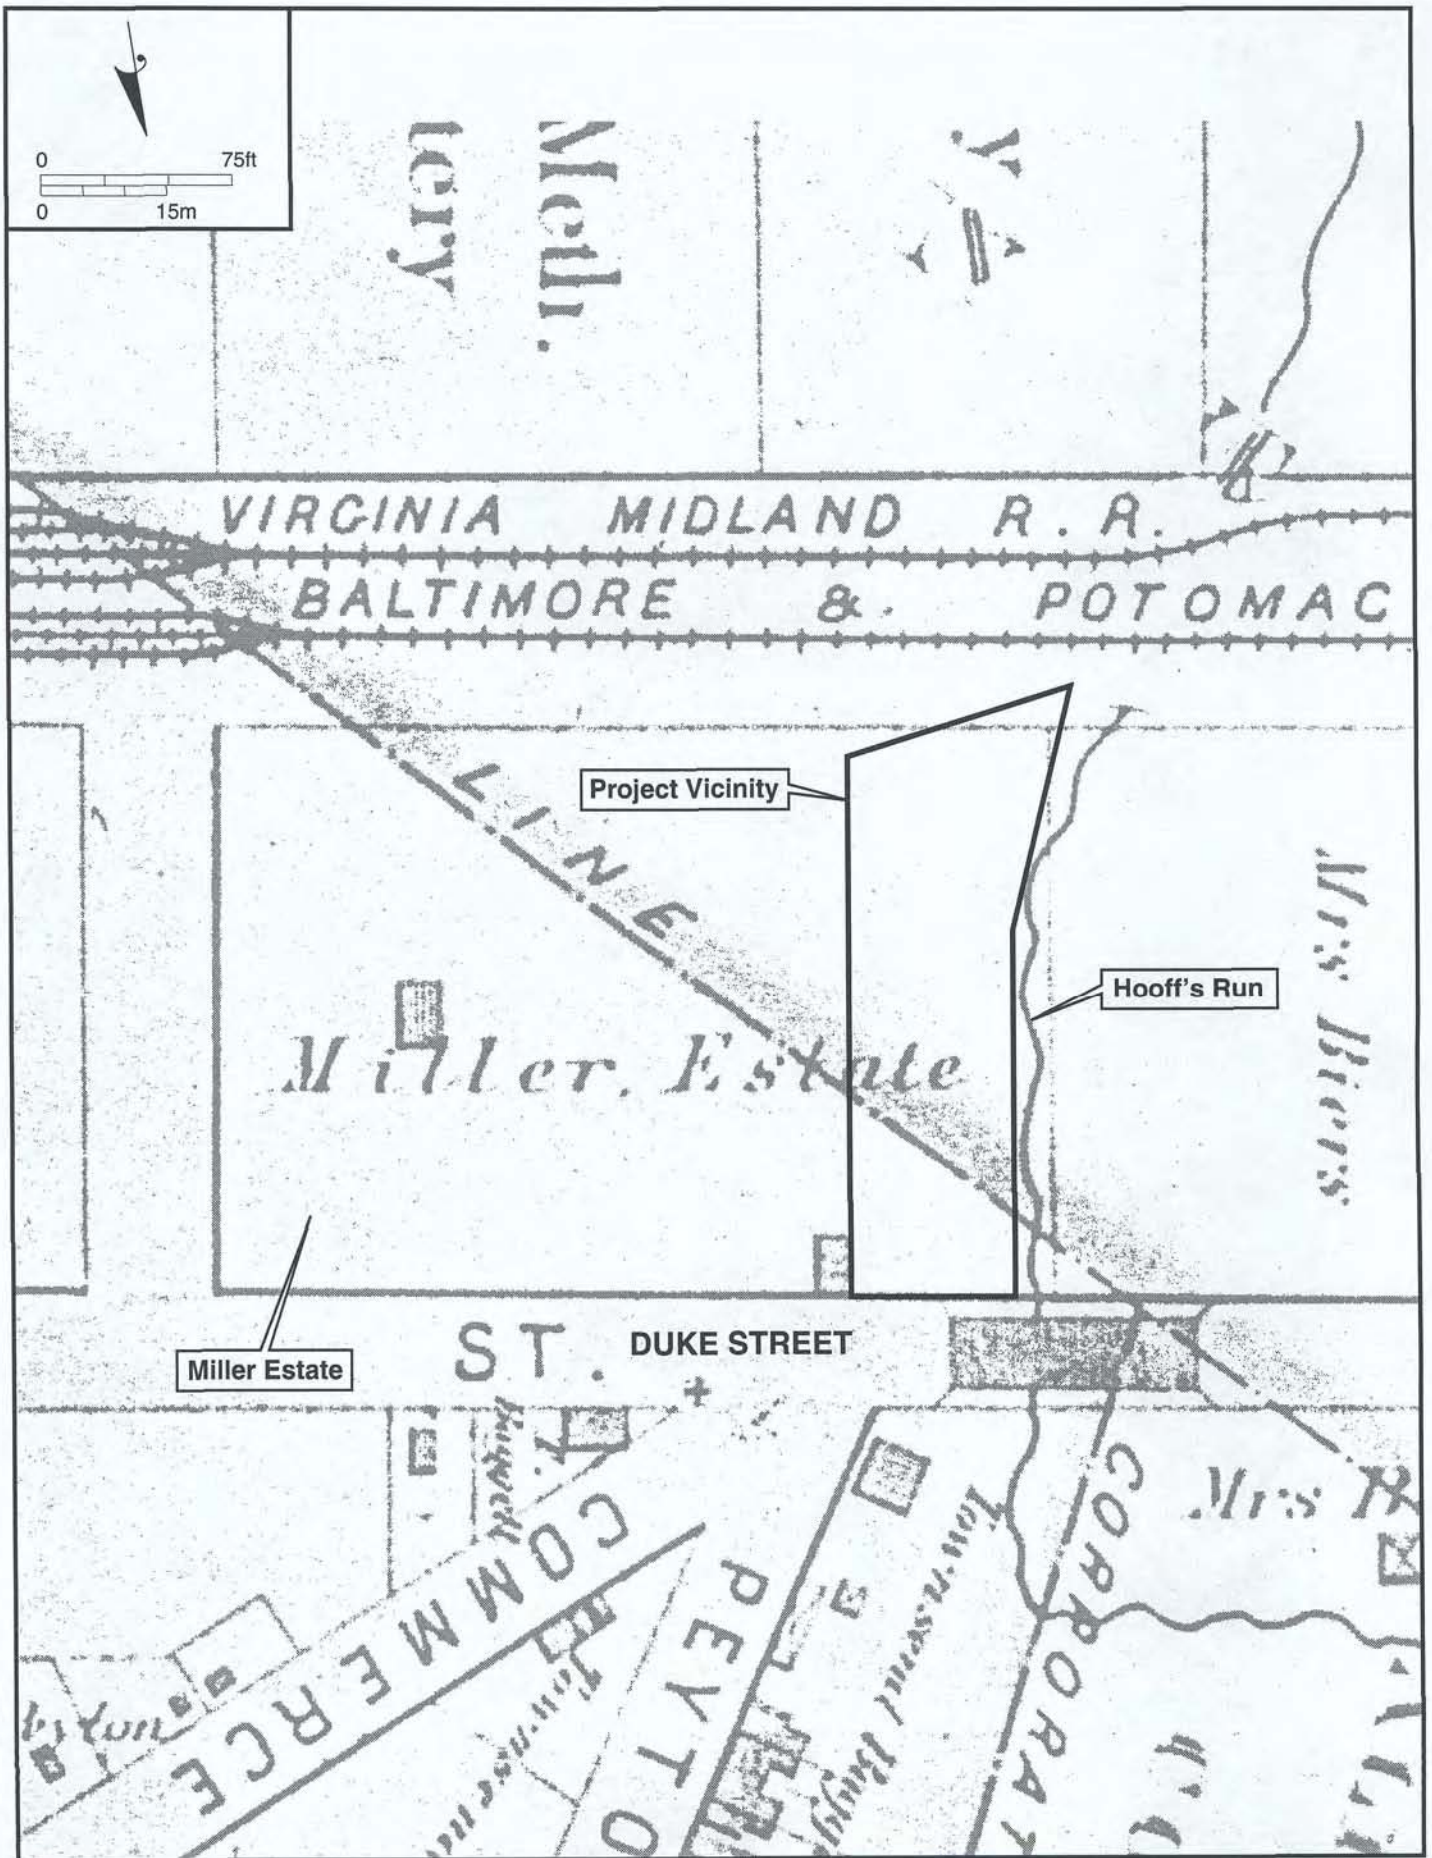 0 75ft
0 15m
Meth.
tery
y.
VIRGINIA MIDLAND R. R.
BALTIMORE & POTOMAC
LINE
Project Vicinity
Hooff's Run
Mrs
Miller. Estate
Miller Estate
ST. DUKE STREET
COMMERCE
PEYTO
CORPORAT
Mrs